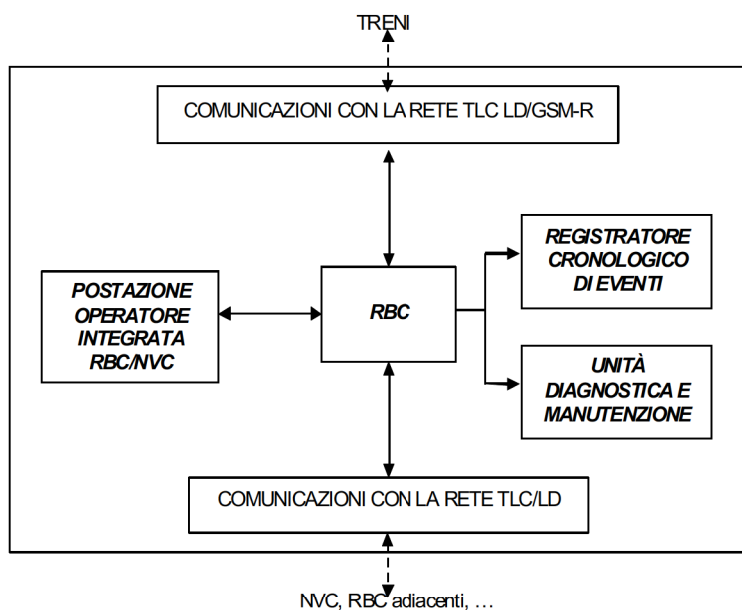 TRENI
COMUNICAZIONI CON LA RETE TLC LD/GSM-R
REGISTRATORE
CRONOLOGICO
DI EVENTI
POSTAZIONE
OPERATORE
INTEGRATA
RBC/NVC
RBC
UNITÀ
DIAGNOSTICA E
MANUTENZIONE
COMUNICAZIONI CON LA RETE TLC/LD
NVC, RBC adiacenti, ...